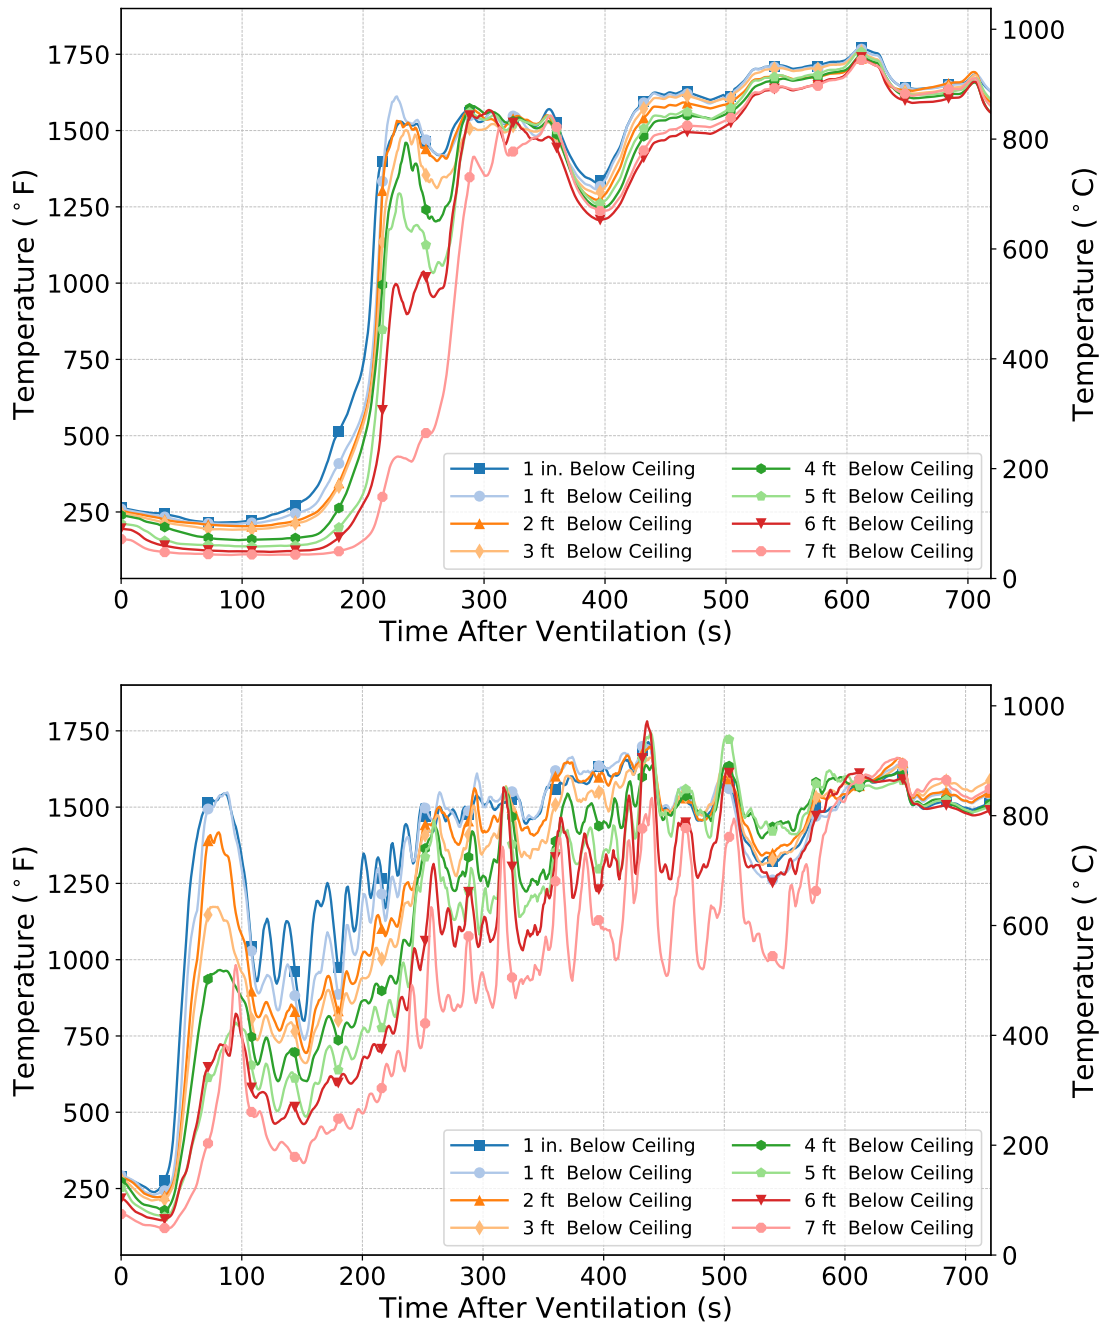 1750
1500
1250
1000
750
500
250
Temperature (°F)
1000
800
600
400
200
0
Temperature (°C)
1 in. Below Ceiling
1 ft Below Ceiling
2 ft Below Ceiling
3 ft Below Ceiling
4 ft Below Ceiling
5 ft Below Ceiling
6 ft Below Ceiling
7 ft Below Ceiling
0 100 200 300 400 500 600 700
Time After Ventilation (s)
1750
1500
1250
1000
750
500
250
Temperature (°F)
1000
800
600
400
200
0
Temperature (°C)
1 in. Below Ceiling
1 ft Below Ceiling
2 ft Below Ceiling
3 ft Below Ceiling
4 ft Below Ceiling
5 ft Below Ceiling
6 ft Below Ceiling
7 ft Below Ceiling
0 100 200 300 400 500 600 700
Time After Ventilation (s)